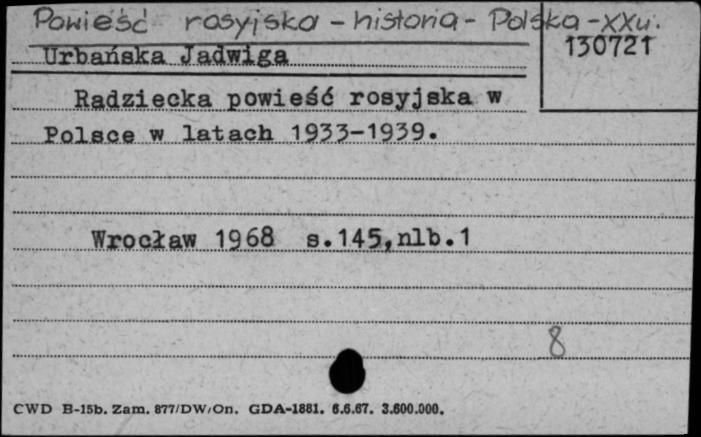 Powieść rosyjska - historia - Polska - XXw.
130721
Urbańska Jadwiga
Radziecka powieść rosyjska w
Polsce w latach 1933-1939.
Wrocław 1968 s.145,nlb.1
8
CWD B-15b. Zam. 877/DW/On. GDA-1881. 6.6.67. 3.600.000.